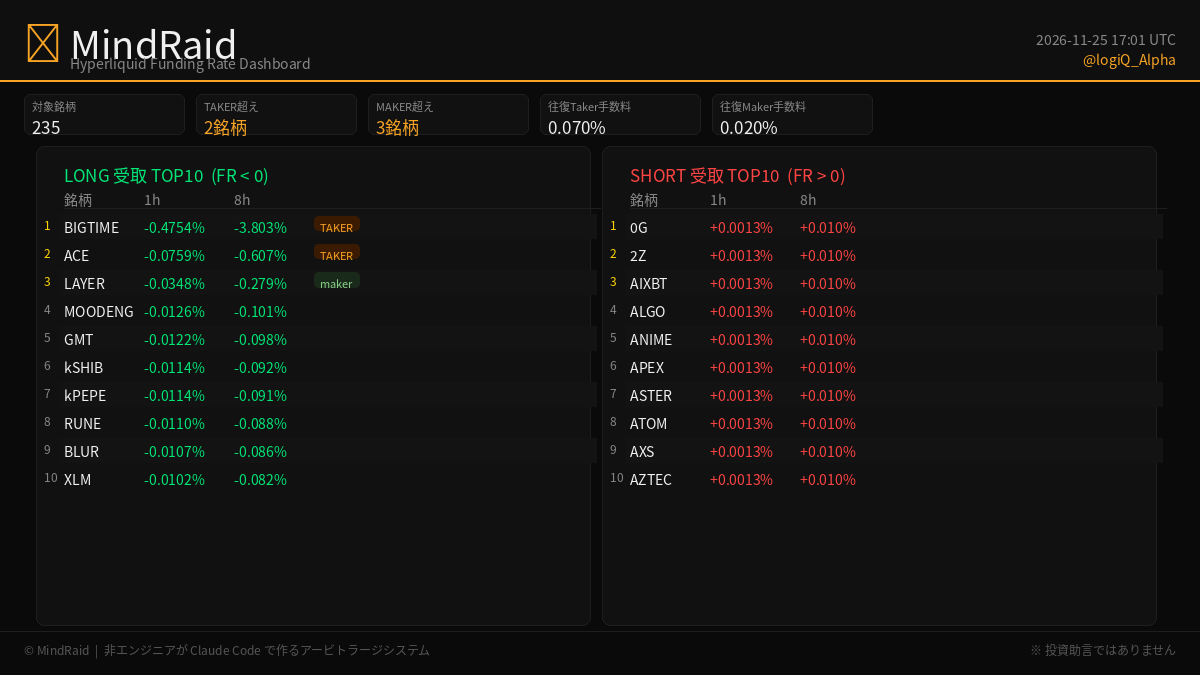 MindRaid
Hyperliquid Funding Rate Dashboard
2026-11-25 17:01 UTC
@logiQ_Alpha
対象銘柄
235
TAKER超え
2銘柄
MAKER超え
3銘柄
往復Taker手数料
0.070%
往復Maker手数料
0.020%
LONG 受取 TOP10 (FR < 0)
銘柄 1h 8h
1 BIGTIME -0.4754% -3.803% TAKER
2 ACE -0.0759% -0.607% TAKER
3 LAYER -0.0348% -0.279% maker
4 MOODENG -0.0126% -0.101%
5 GMT -0.0122% -0.098%
6 kSHIB -0.0114% -0.092%
7 kPEPE -0.0114% -0.091%
8 RUNE -0.0110% -0.088%
9 BLUR -0.0107% -0.086%
10 XLM -0.0102% -0.082%
SHORT 受取 TOP10 (FR > 0)
銘柄 1h 8h
1 0G +0.0013% +0.010%
2 2Z +0.0013% +0.010%
3 AIXBT +0.0013% +0.010%
4 ALGO +0.0013% +0.010%
5 ANIME +0.0013% +0.010%
6 APEX +0.0013% +0.010%
7 ASTER +0.0013% +0.010%
8 ATOM +0.0013% +0.010%
9 AXS +0.0013% +0.010%
10 AZTEC +0.0013% +0.010%
© MindRaid | 非エンジニアが Claude Code で作るアービトラージシステム
※ 投資助言ではありません